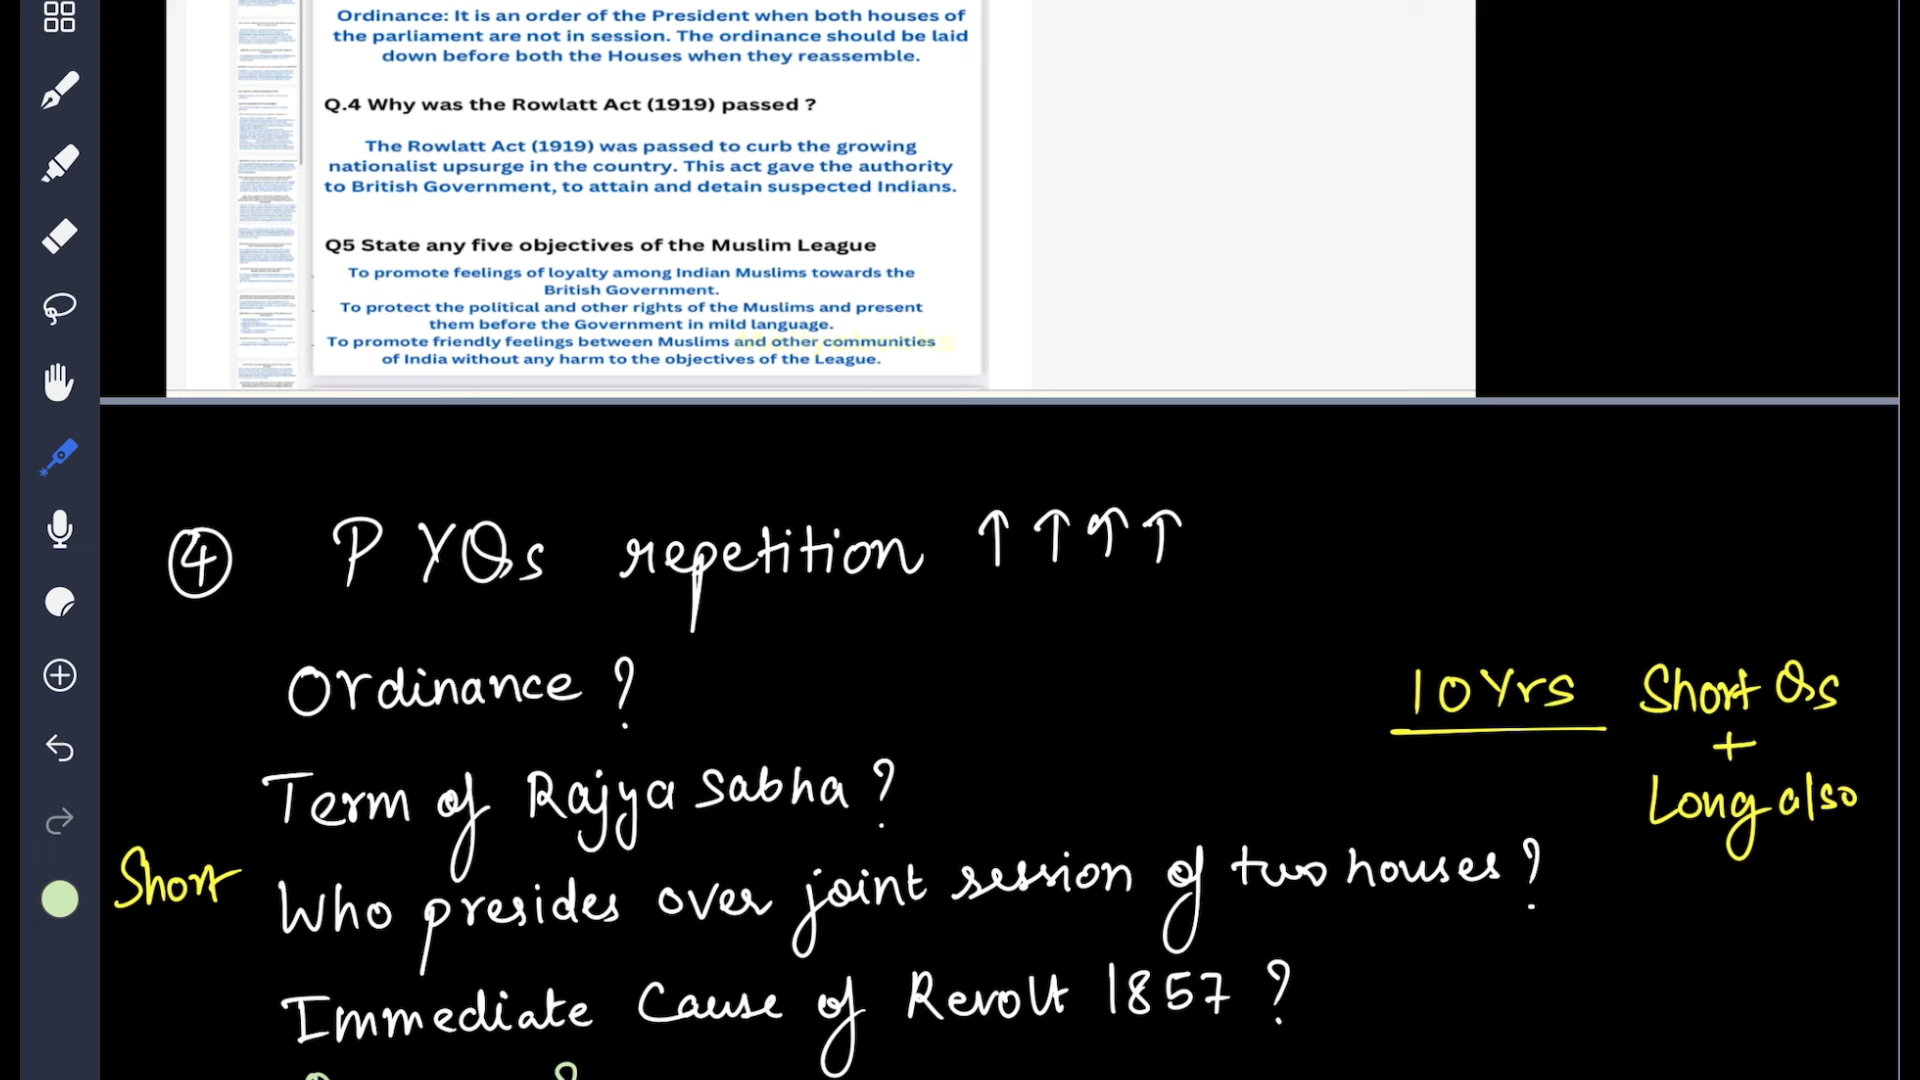 Ordinance: It is an order of the President when both houses of
the parliament are not in session. The ordinance should be laid
down before both the Houses when they reassemble.
Q.4 Why was the Rowlatt Act (1919) passed ?
The Rowlatt Act (1919) was passed to curb the growing
nationalist upsurge in the country. This act gave the authority
to British Government, to attain and detain suspected Indians.
Q5 State any five objectives of the Muslim League
To promote feelings of loyalty among Indian Muslims towards the
British Government.
To protect the political and other rights of the Muslims and present
them before the Government in mild language.
To promote friendly feelings between Muslims and other communities
of India without any harm to the objectives of the League.
④ PYQs repetition ↑↑↑↑
Ordinance ?
10 Yrs Short Qs
+
Long also
Term of Rajya Sabha ?
Short
Who presides over joint session of two houses ?
Immediate Cause of Revolt 1857 ?